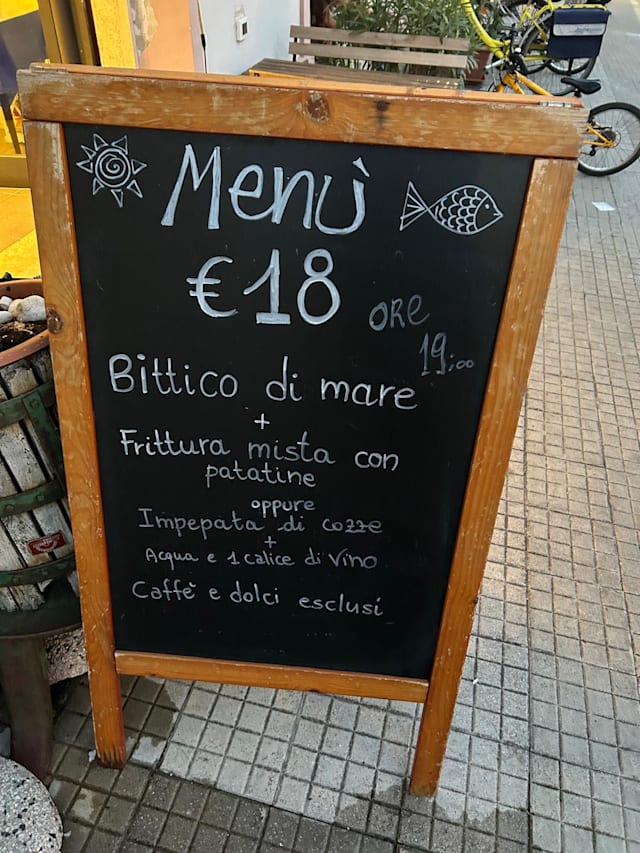 Menù
€18
ore
19,00
Bittico di mare
+
Frittura mista con
patatine
oppure
Impepata di cozze
+
Acqua e 1 calice di Vino
Caffè e dolci esclusi